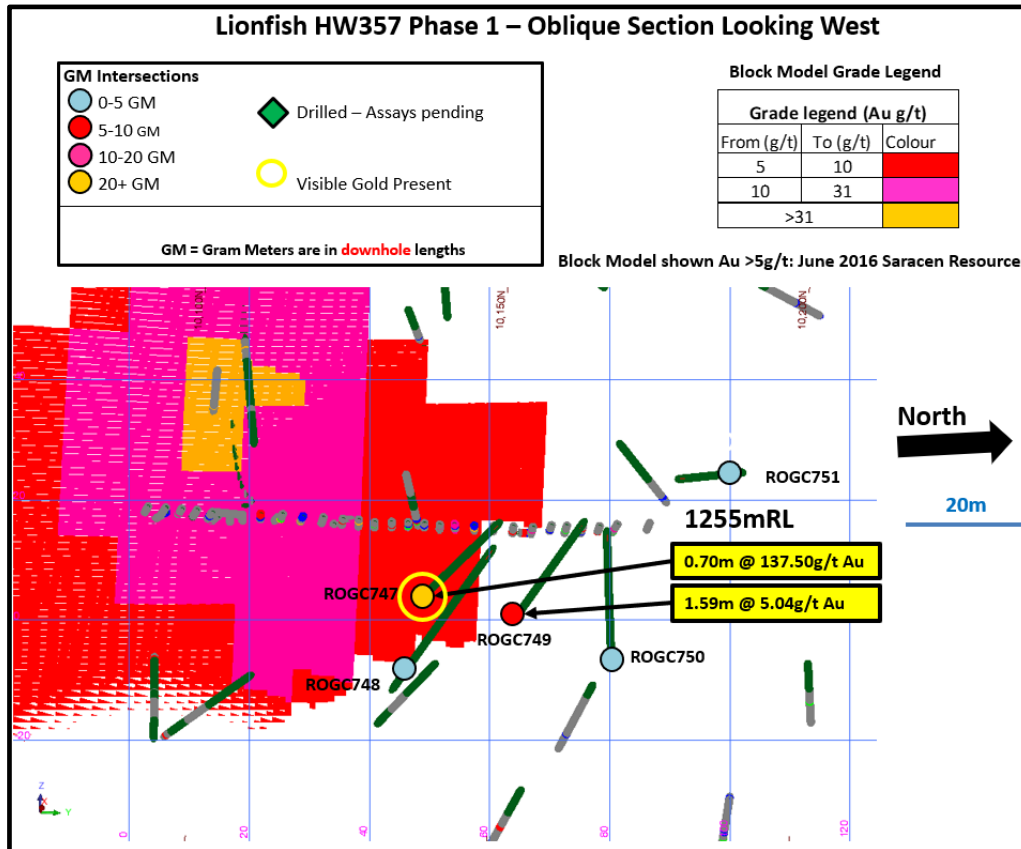 Lionfish HW357 Phase 1 – Oblique Section Looking West
GM Intersections
0-5 GM
5-10 GM
10-20 GM
20+ GM
Drilled – Assays pending
Visible Gold Present
GM = Gram Meters are in downhole lengths
Block Model Grade Legend
Grade legend (Au g/t)
From (g/t) To (g/t) Colour
5 10
10 31
>31
Block Model shown Au >5g/t: June 2016 Saracen Resource
10,100N
10,150N
10,200N
North
20m
ROGC751
1255mRL
0.70m @ 137.50g/t Au
1.59m @ 5.04g/t Au
ROGC747
ROGC749
ROGC750
ROGC748
-20
Z
X
Y
0
20
40
60
80
100
120